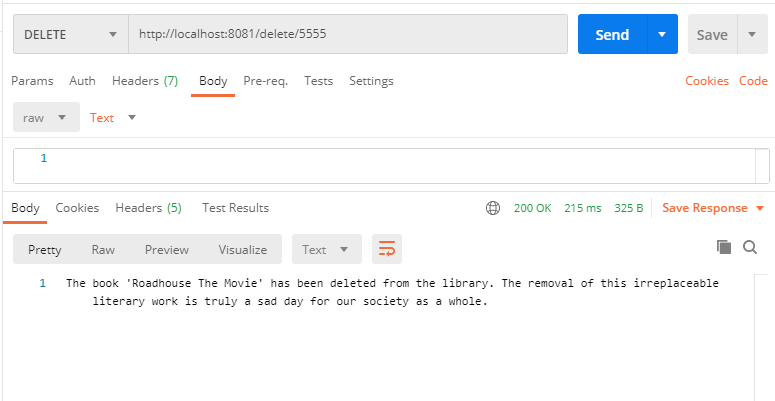 DELETE http://localhost:8081/delete/5555 Send Save
Params Auth Headers (7) Body Pre-req. Tests Settings Cookies Code
raw Text
1
Body Cookies Headers (5) Test Results 200 OK 215 ms 325 B Save Response
Pretty Raw Preview Visualize Text
1 The book 'Roadhouse The Movie' has been deleted from the library. The removal of this irreplaceable
literary work is truly a sad day for our society as a whole.